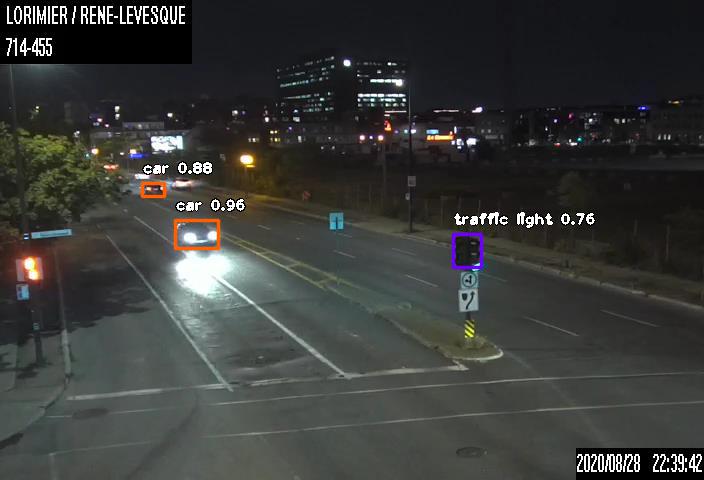 LORIMIER / RENE-LEVESQUE
714-455
car 0.88
car 0.96
traffic light 0.76
2020/08/28 22:39:42